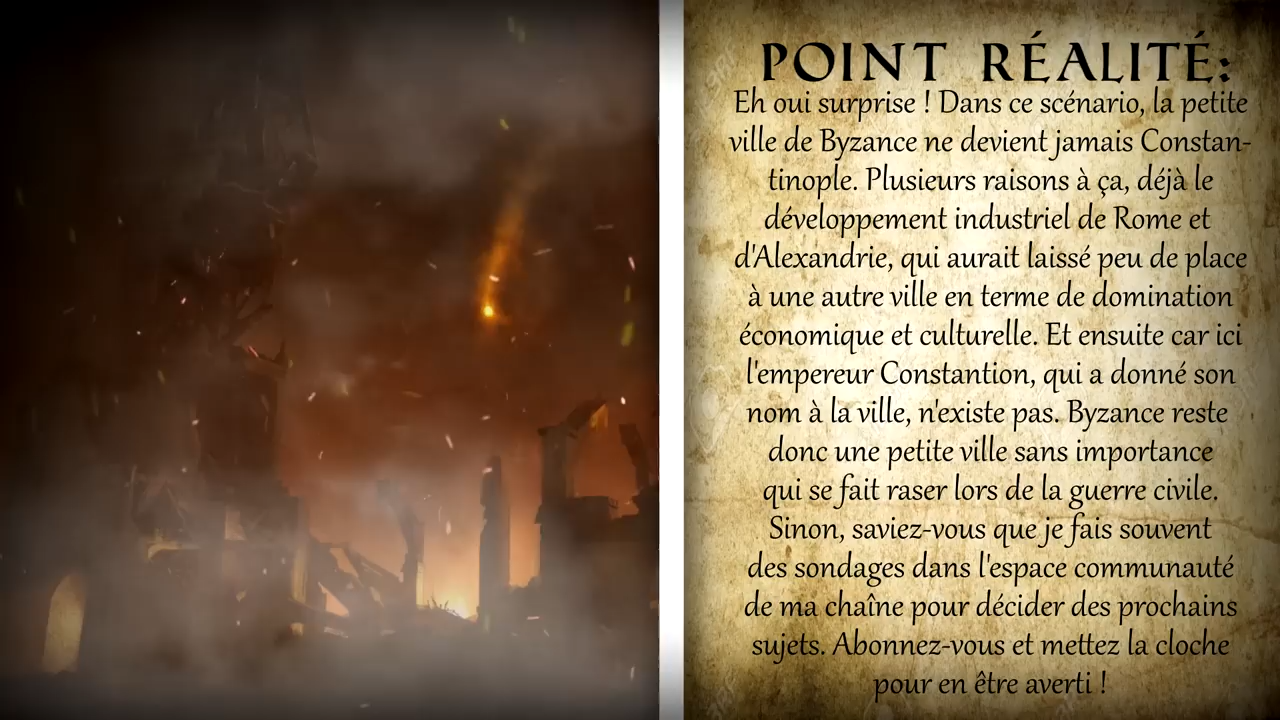 POINT RÉALITÉ:
Eh oui surprise ! Dans ce scénario, la petite
ville de Byzance ne devient jamais Constan-
tinople. Plusieurs raisons à ça, déjà le
développement industriel de Rome et
d'Alexandrie, qui aurait laissé peu de place
à une autre ville en terme de domination
économique et culturelle. Et ensuite car ici
l'empereur Constantion, qui a donné son
nom à la ville, n'existe pas. Byzance reste
donc une petite ville sans importance
qui se fait raser lors de la guerre civile.
Sinon, saviez-vous que je fais souvent
des sondages dans l'espace communauté
de ma chaîne pour décider des prochains
sujets. Abonnez-vous et mettez la cloche
pour en être averti !